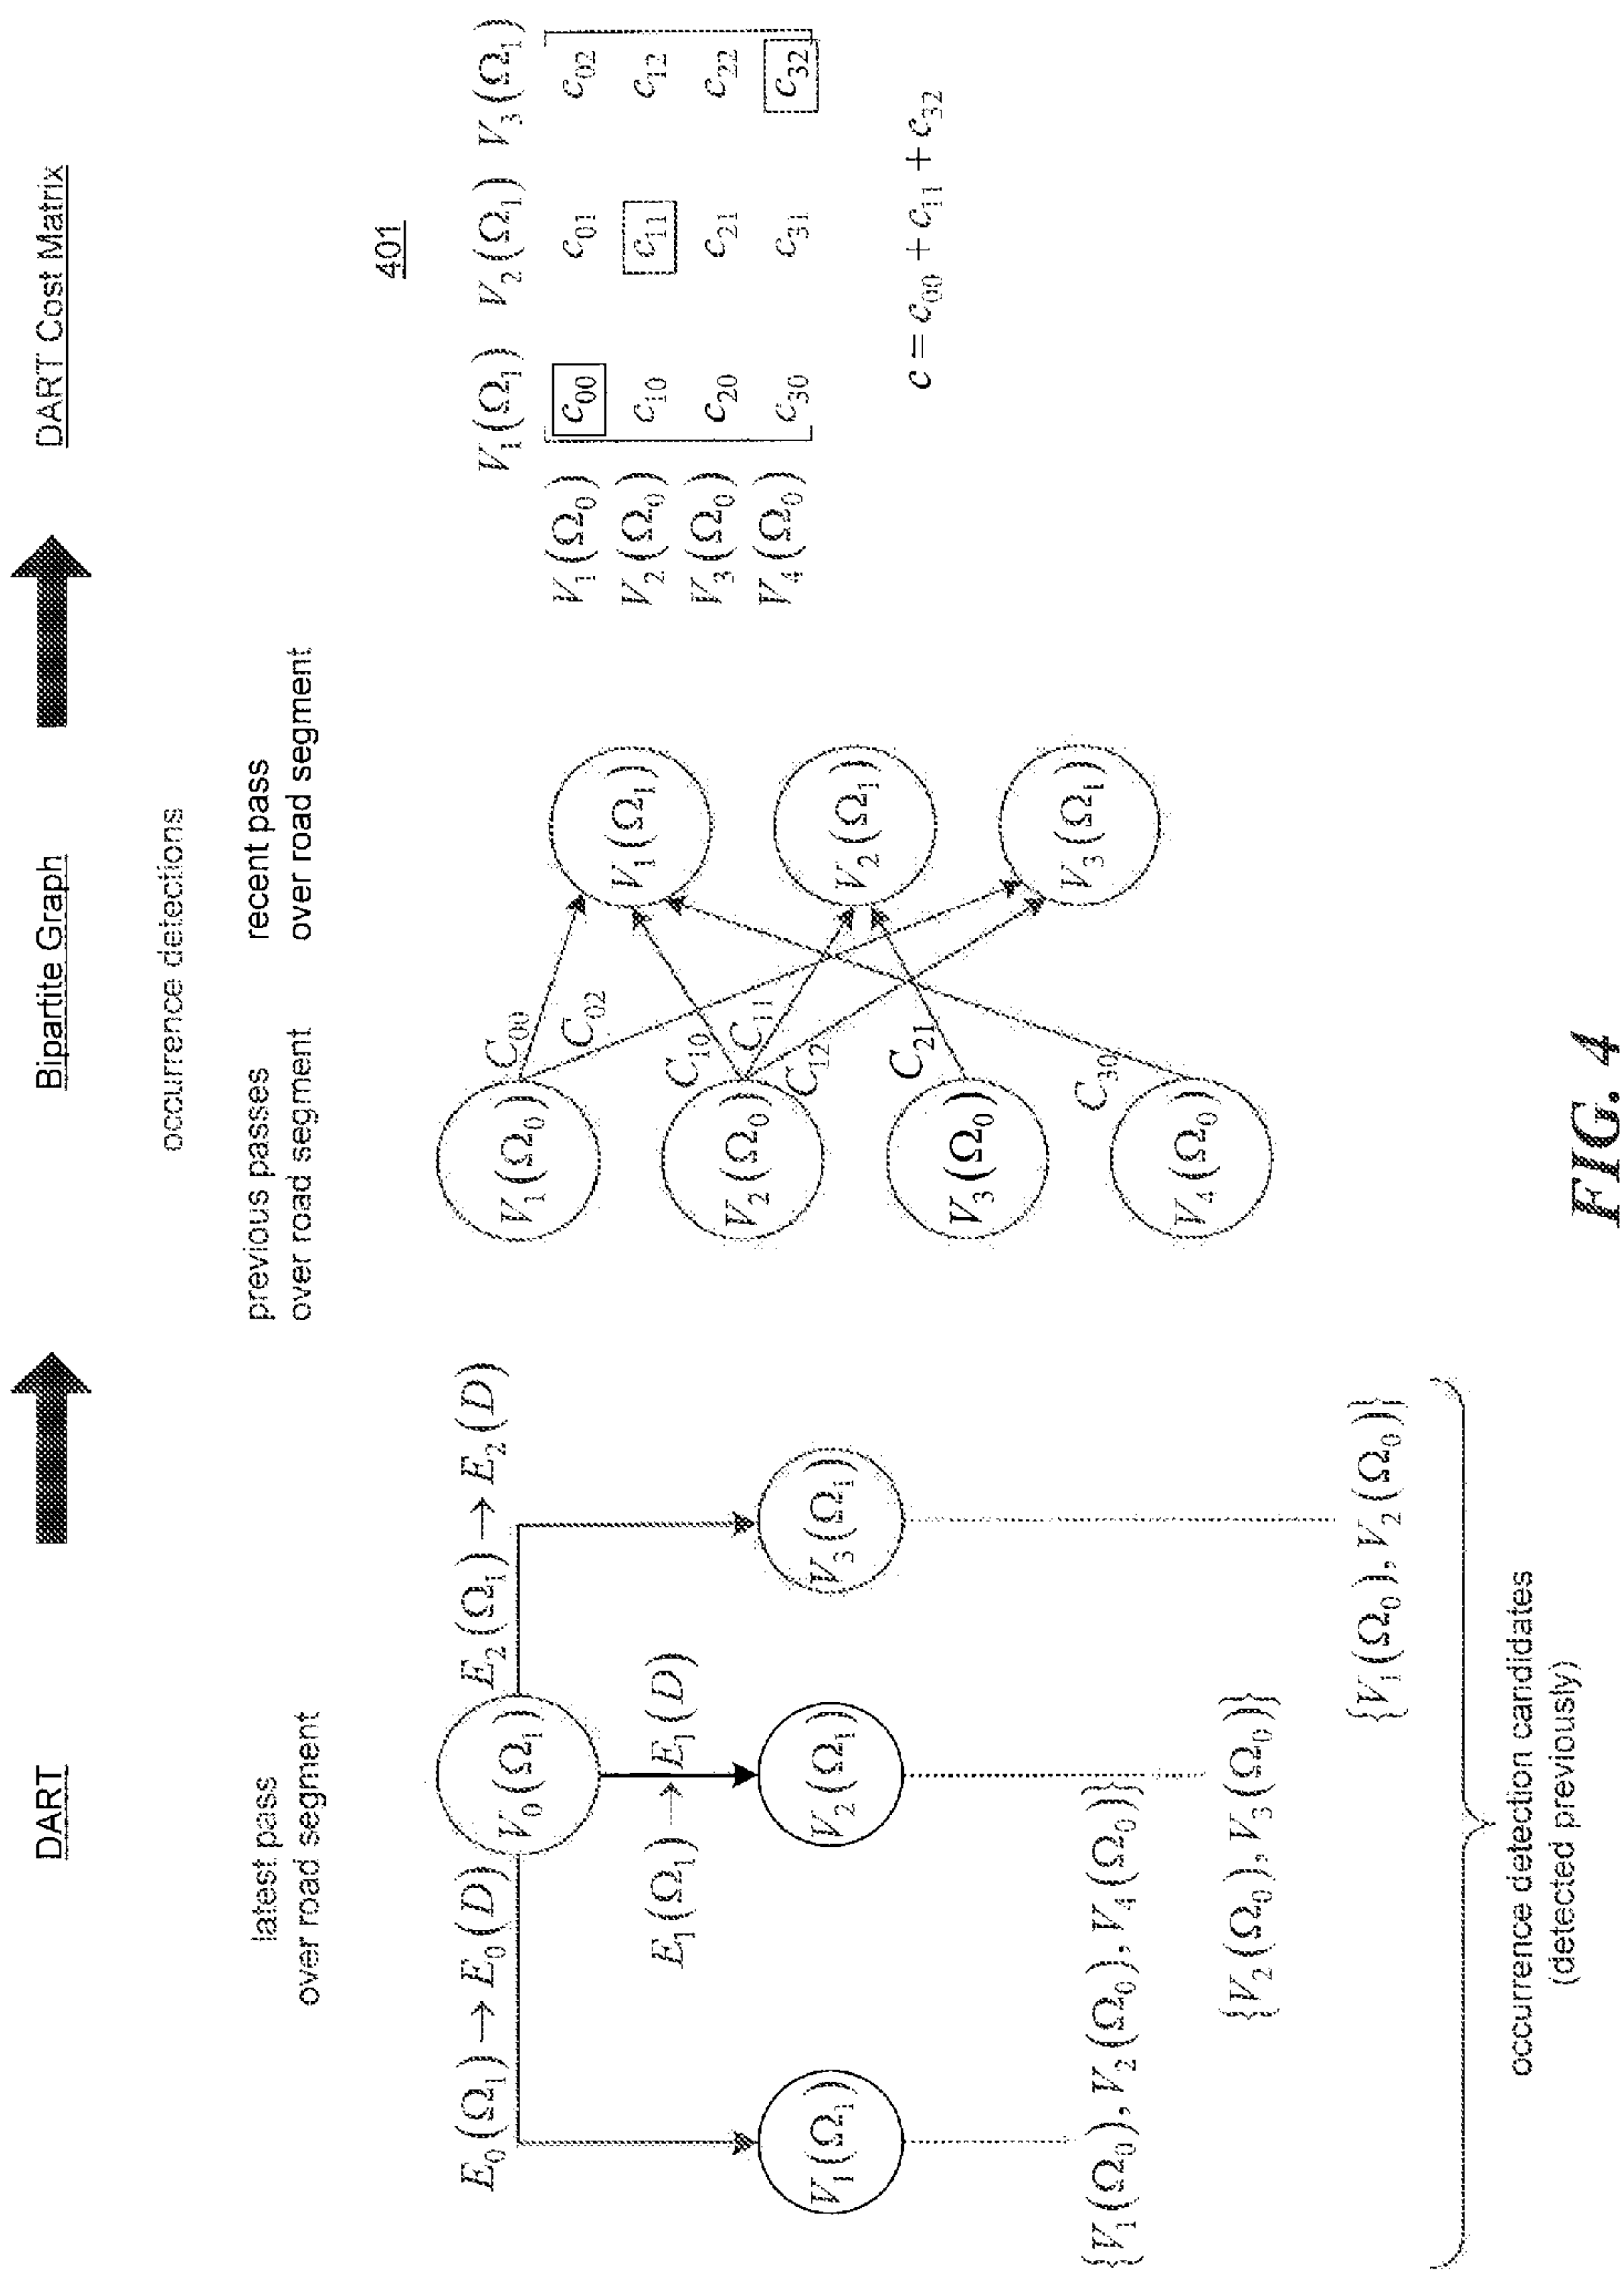 DART
Bipartite Graph
DART Cost Matrix
latest pass
over road segment
E₀(Ω₁)→E₀(D)
E₂(Ω₁)→E₂(D)
V₀(Ω₁)
E₁(Ω₁)→E₁(D)
V₁(Ω₁)
V₂(Ω₁)
V₃(Ω₁)
{V₁(Ω₀),V₂(Ω₀),V₄(Ω₀)}
{V₂(Ω₀),V₃(Ω₀)}
{V₁(Ω₀),V₂(Ω₀)}
occurrence detection candidates
(detected previously)
occurrence detections
previous passes
over road segment
recent pass
over road segment
V₁(Ω₀)
C₀₀
C₀₂
V₁(Ω₁)
V₂(Ω₀)
C₁₀
C₁₁
C₁₂
V₂(Ω₁)
V₃(Ω₀)
C₂₁
V₃(Ω₁)
V₄(Ω₀)
C₃₀
401
V₁(Ω₁) V₂(Ω₁) V₃(Ω₁)
V₁(Ω₀) c₀₀ c₀₁ c₀₂
V₂(Ω₀) c₁₀ c₁₁ c₁₂
V₃(Ω₀) c₂₀ c₂₁ c₂₂
V₄(Ω₀) c₃₀ c₃₁ c₃₂
c = c₀₀ + c₁₁ + c₃₂
FIG. 4